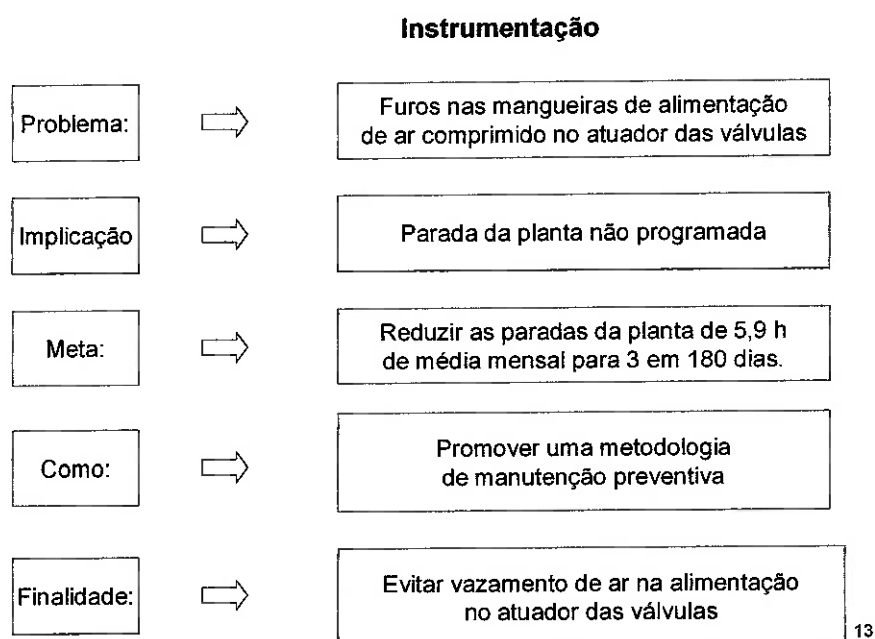 Instrumentação
Problema:
Furos nas mangueiras de alimentação
de ar comprimido no atuador das válvulas
Implicação
Parada da planta não programada
Meta:
Reduzir as paradas da planta de 5,9 h
de média mensal para 3 em 180 dias.
Como:
Promover uma metodologia
de manutenção preventiva
Finalidade:
Evitar vazamento de ar na alimentação
no atuador das válvulas
13